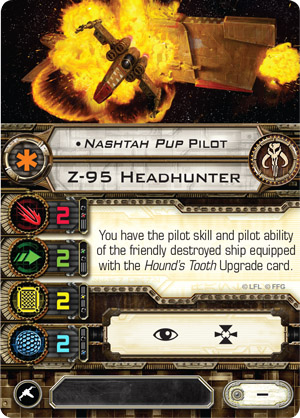 • Nashtah Pup Pilot
Z-95 Headhunter
2
2
2
2
You have the pilot skill and pilot ability
of the friendly destroyed ship equipped
with the Hound's Tooth Upgrade card.
© LFL © FFG
–